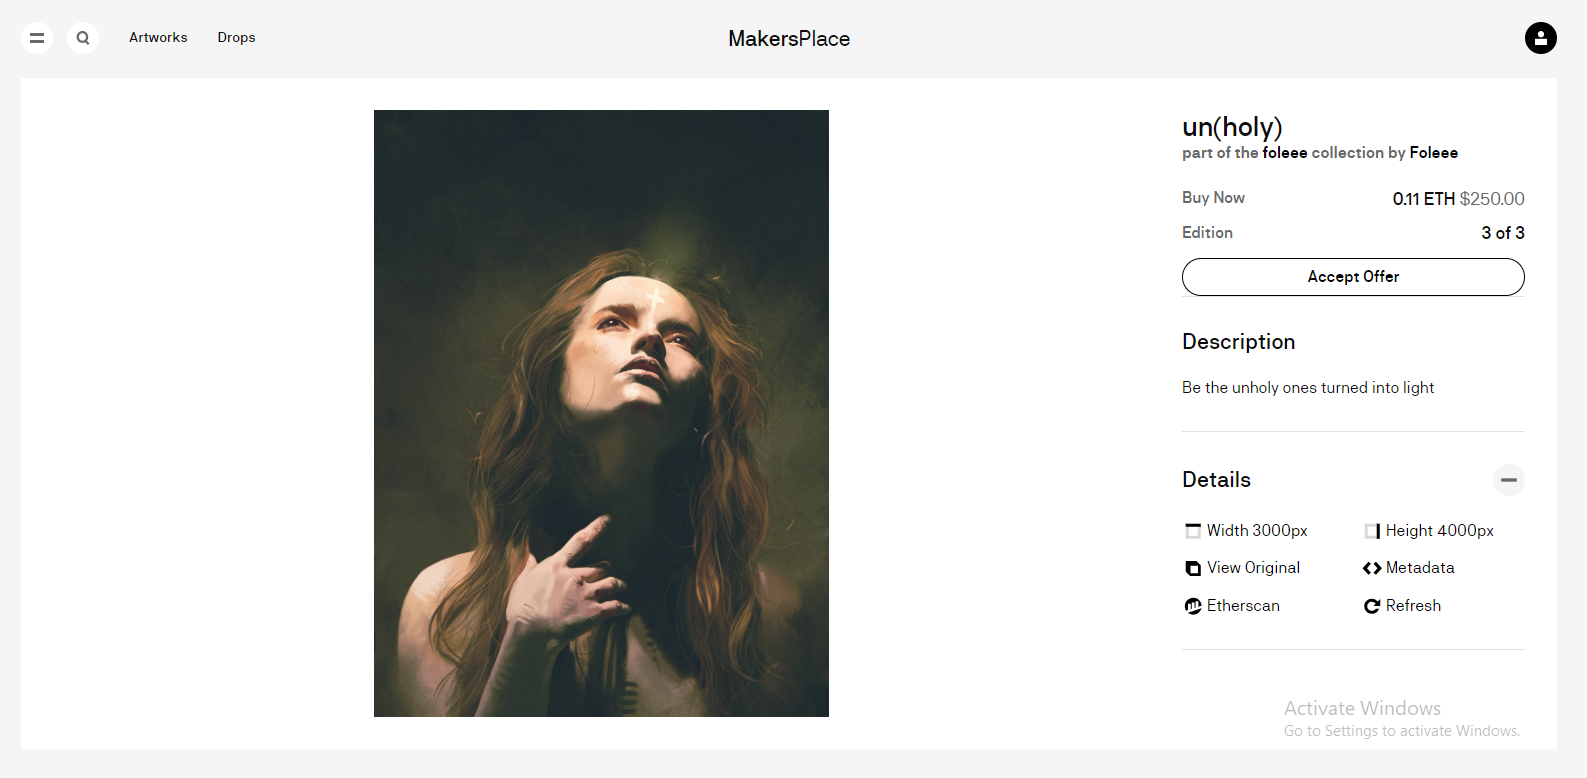 Artworks Drops MakersPlace
un(holy)
part of the foleee collection by Foleee
Buy Now 0.11 ETH $250.00
Edition 3 of 3
Accept Offer
Description
Be the unholy ones turned into light
Details
Width 3000px Height 4000px
View Original Metadata
Etherscan Refresh
Activate Windows
Go to Settings to activate Windows.